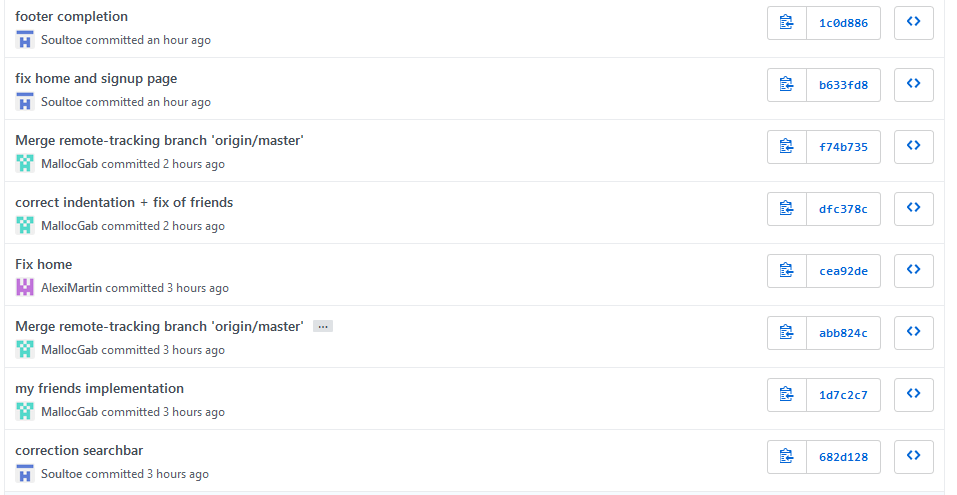 footer completion
Soultoe committed an hour ago
1c0d886
fix home and signup page
Soultoe committed an hour ago
b633fd8
Merge remote-tracking branch 'origin/master'
MallocGab committed 2 hours ago
f74b735
correct indentation + fix of friends
MallocGab committed 2 hours ago
dfc378c
Fix home
AlexiMartin committed 3 hours ago
cea92de
Merge remote-tracking branch 'origin/master' ...
MallocGab committed 3 hours ago
abb824c
my friends implementation
MallocGab committed 3 hours ago
1d7c2c7
correction searchbar
Soultoe committed 3 hours ago
682d128